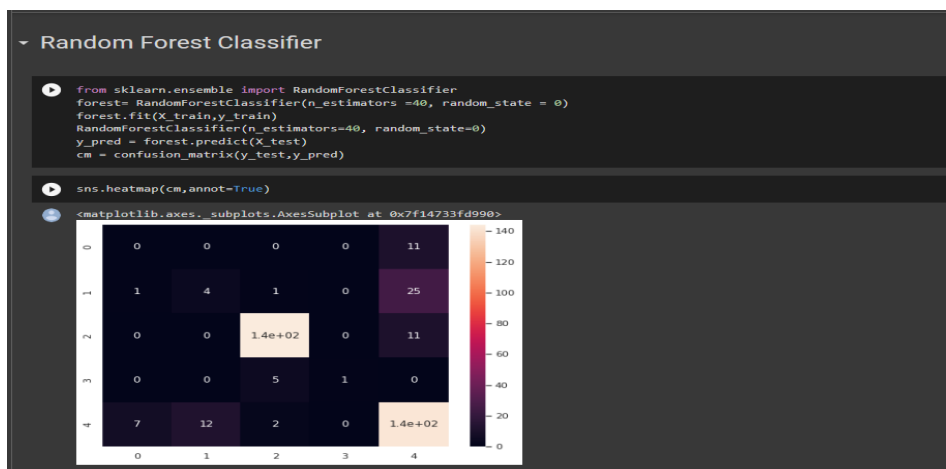 Random Forest Classifier
from sklearn.ensemble import RandomForestClassifier
forest= RandomForestClassifier(n_estimators =40, random_state = 0)
forest.fit(X_train,y_train)
RandomForestClassifier(n_estimators=40, random_state=0)
y_pred = forest.predict(X_test)
cm = confusion_matrix(y_test,y_pred)
sns.heatmap(cm,annot=True)
<matplotlib.axes._subplots.AxesSubplot at 0x7f14733fd990>
0 0 0 0 0 11
1 1 4 1 0 25
2 0 0 1.4e+02 0 11
3 0 0 5 1 0
4 7 12 2 0 1.4e+02
0 1 2 3 4
140
120
100
80
60
40
20
0